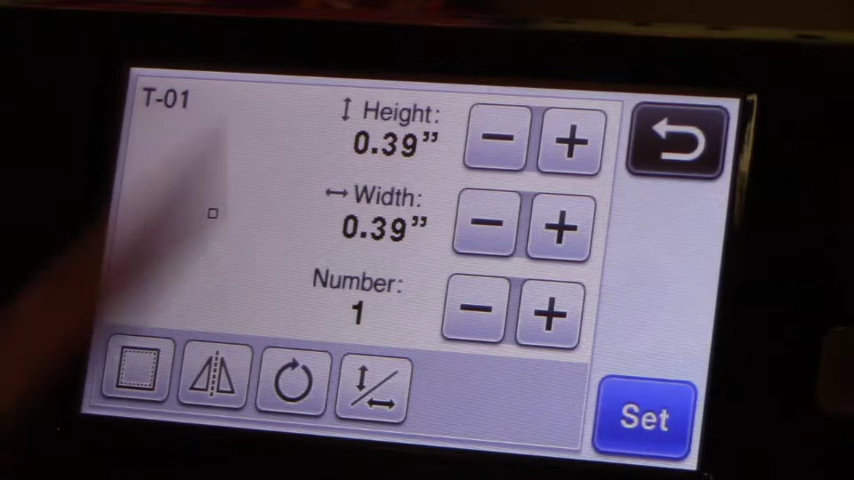 T-01
Height:
0.39”
Width:
0.39”
Number:
1
Set